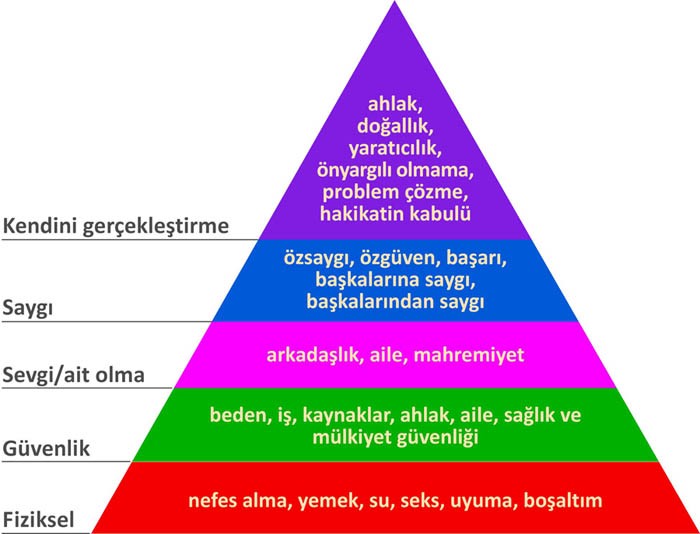 ahlak,
doğallık,
yaratıcılık,
önyargılı olmama,
problem çözme,
hakikatin kabulü
Kendini gerçekleştirme
özsaygı, özgüven, başarı,
başkalarına saygı,
başkalarından saygı
Saygı
arkadaşlık, aile, mahremiyet
Sevgi/ait olma
beden, iş, kaynaklar, ahlak, aile, sağlık ve
mülkiyet güvenliği
Güvenlik
nefes alma, yemek, su, seks, uyuma, boşaltım
Fiziksel